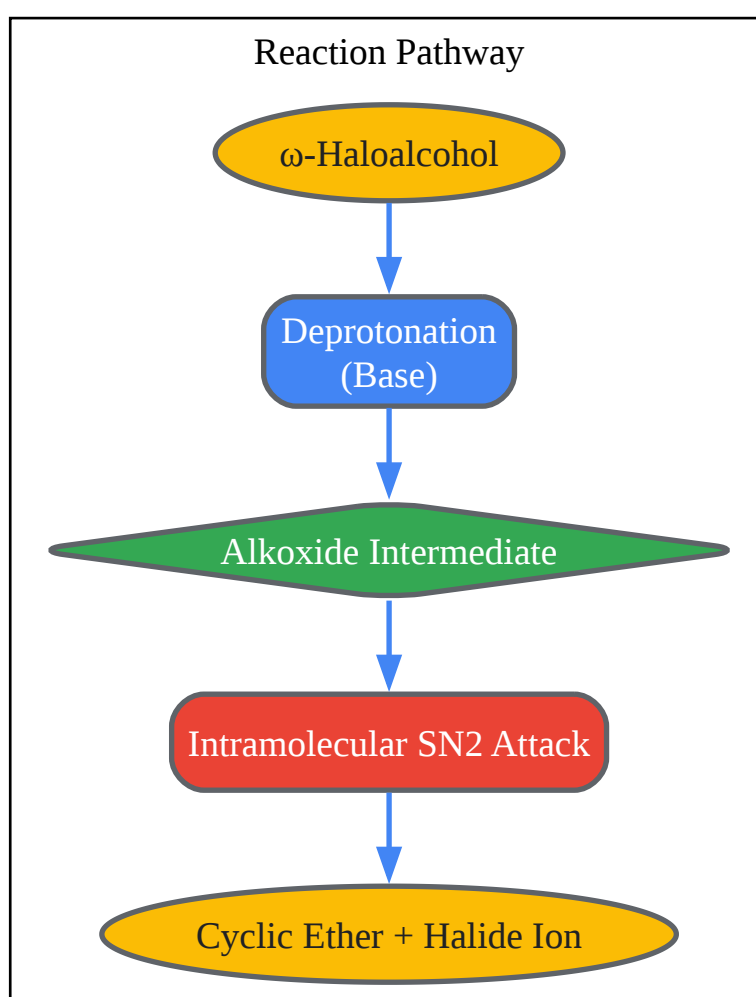 Reaction Pathway
ω-Haloalcohol
Deprotonation
(Base)
Alkoxide Intermediate
Intramolecular SN2 Attack
Cyclic Ether + Halide Ion